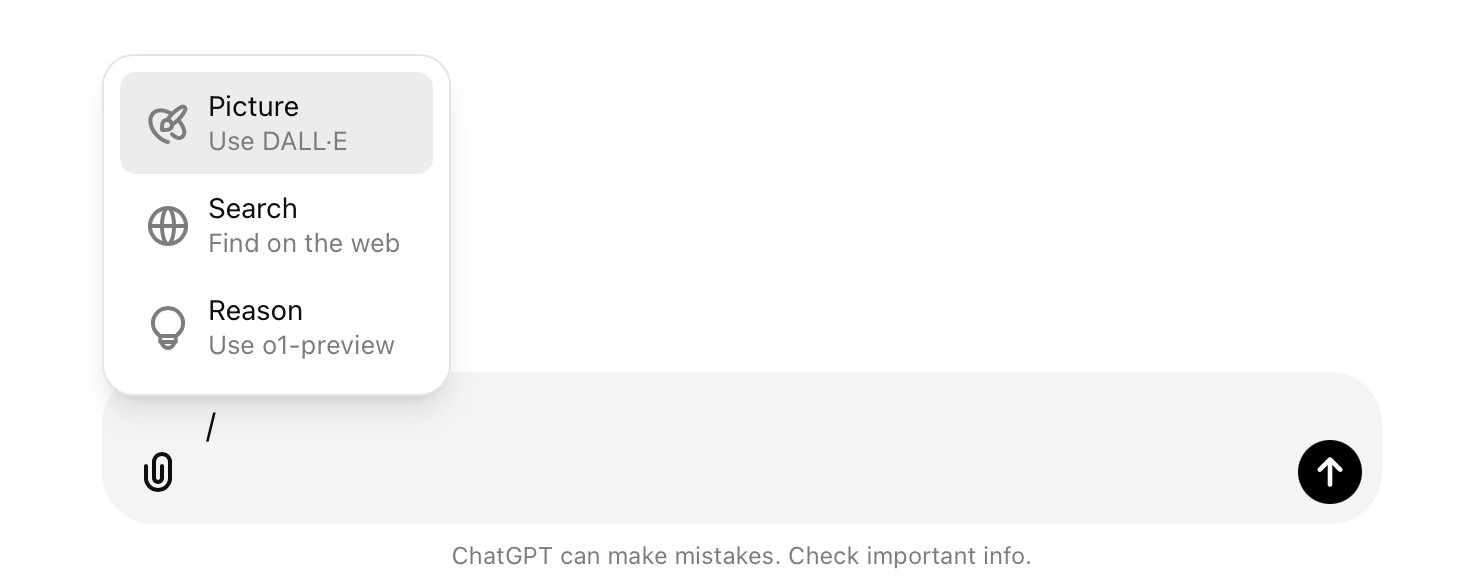 Picture
Use DALL·E
Search
Find on the web
Reason
Use o1-preview
/
ChatGPT can make mistakes. Check important info.